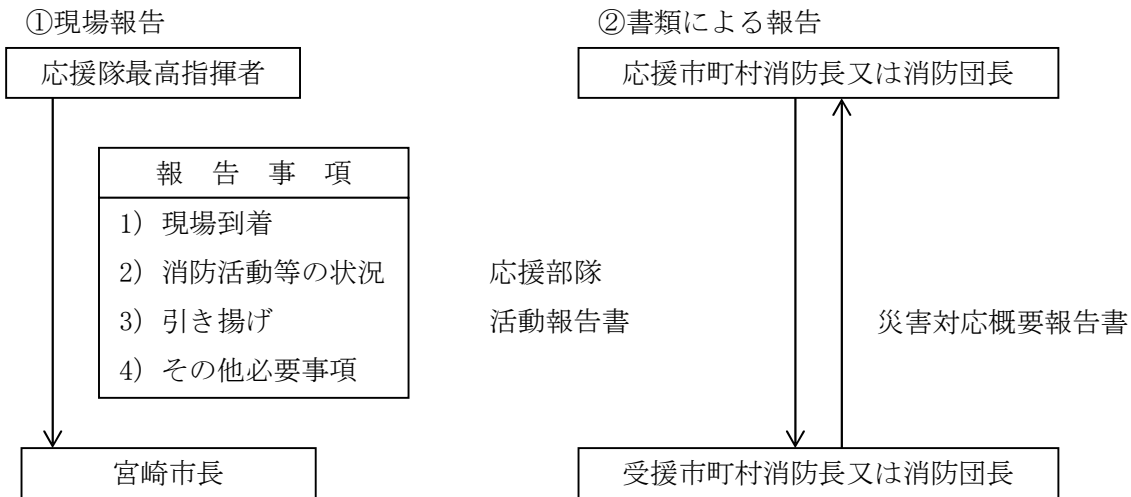 ①現場報告
応援隊最高指揮者
報 告 事 項
1) 現場到着
2) 消防活動等の状況
3) 引き揚げ
4) その他必要事項
宮崎市長
②書類による報告
応援市町村消防長又は消防団長
応援部隊
活動報告書
災害対応概要報告書
受援市町村消防長又は消防団長